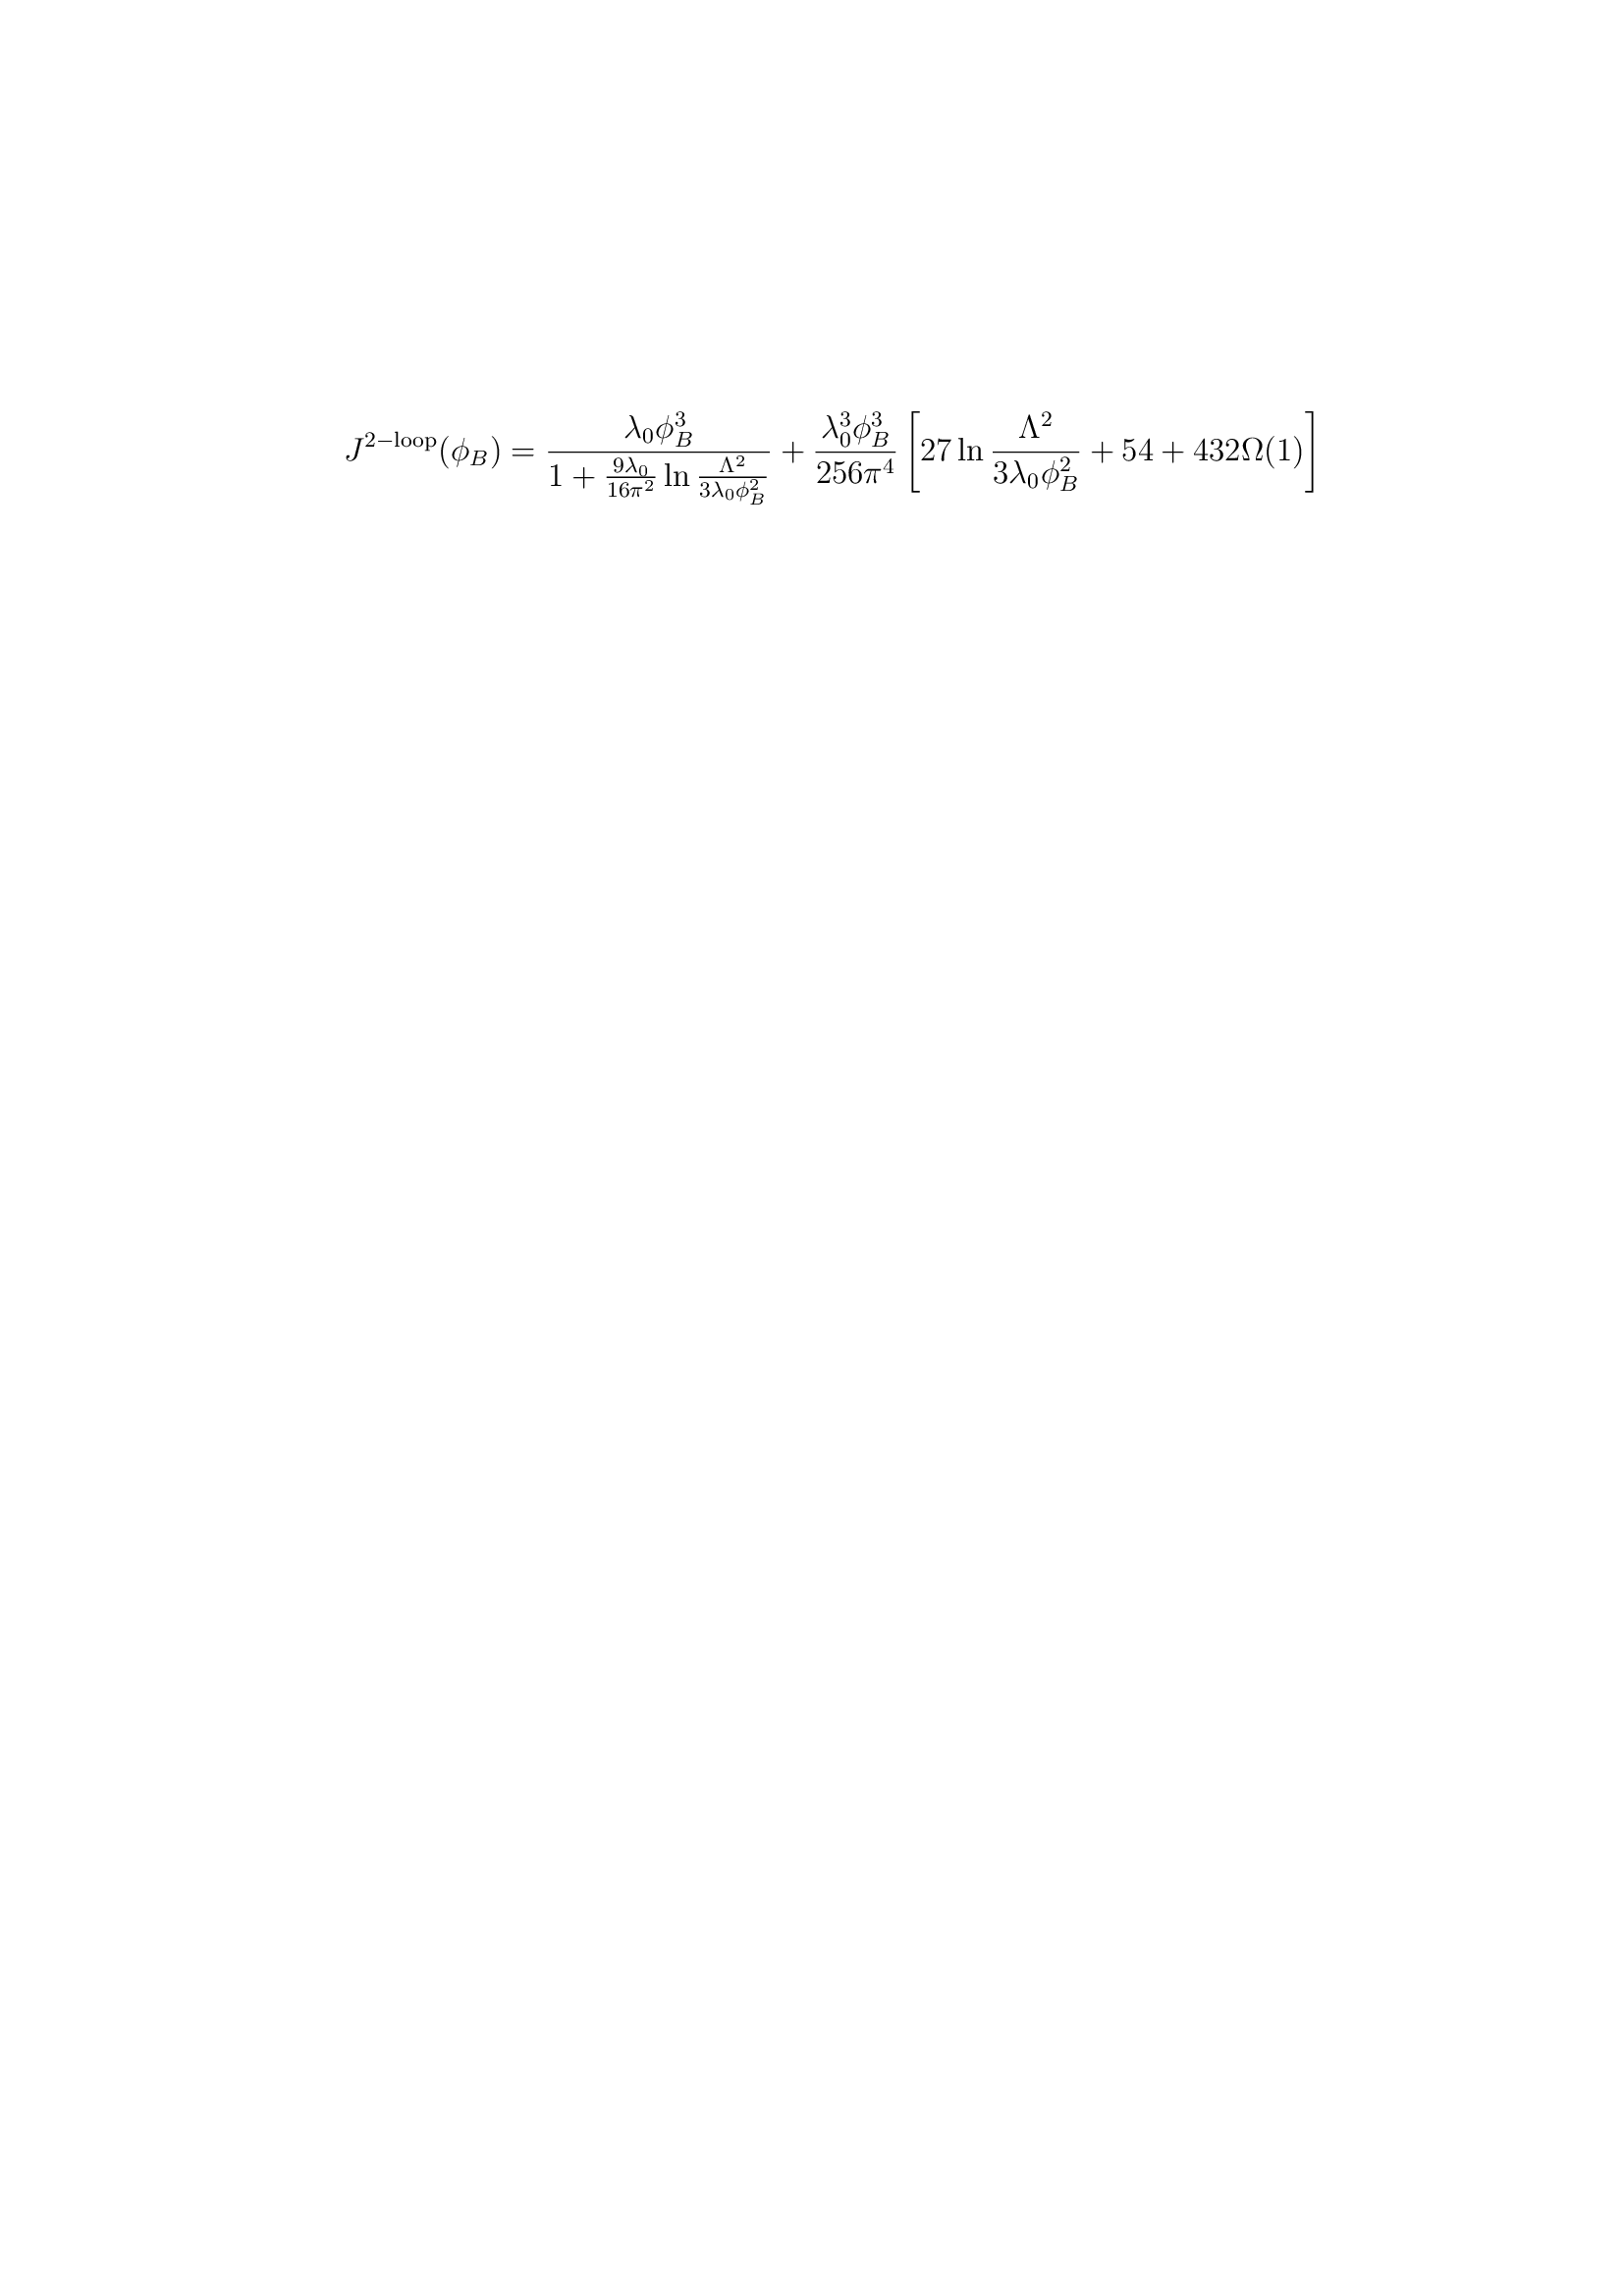 $J^{2-\mathrm{loop}}(\phi_B) = \frac{\lambda_0 \phi_B^3}{1 + \frac{9\lambda_0}{16\pi^2} \ln \frac{\Lambda^2}{3\lambda_0 \phi_B^2}} + \frac{\lambda_0^3 \phi_B^3}{256\pi^4} \left[ 27 \ln \frac{\Lambda^2}{3\lambda_0 \phi_B^2} + 54 + 432\Omega(1) \right]$